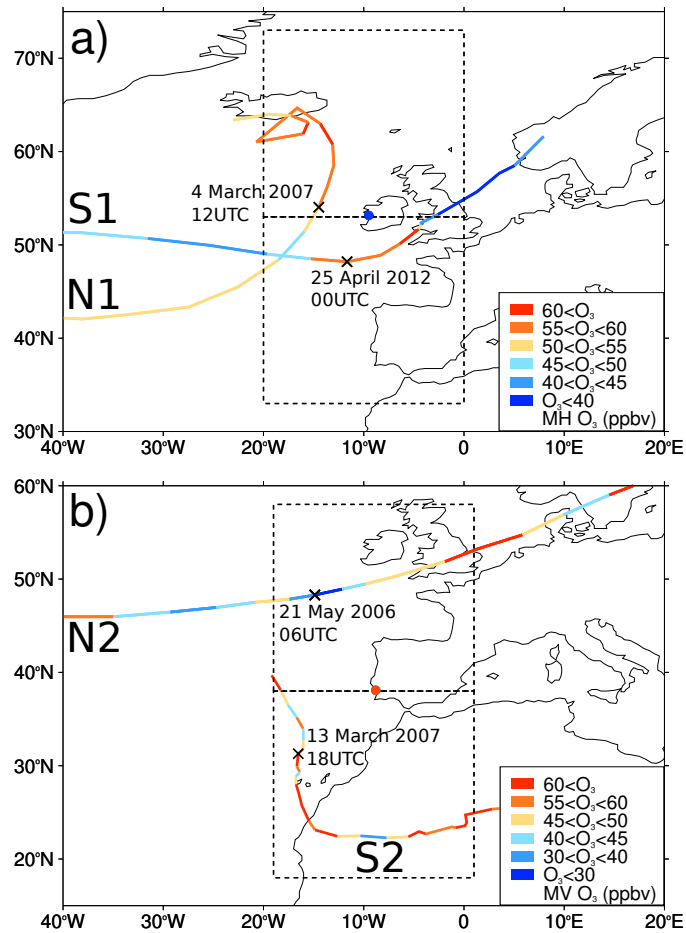 a)
70°N
60°N
50°N
40°N
30°N
4 March 2007
12UTC
S1
N1
25 April 2012
00UTC
60<O₃
55<O₃<60
50<O₃<55
45<O₃<50
40<O₃<45
O₃<40
MH O₃ (ppbv)
40°W 30°W 20°W 10°W 0° 10°E 20°E
b)
60°N
50°N
40°N
30°N
20°N
N2
21 May 2006
06UTC
13 March 2007
18UTC
S2
60<O₃
55<O₃<60
45<O₃<50
40<O₃<45
30<O₃<40
O₃<30
MV O₃ (ppbv)
40°W 30°W 20°W 10°W 0° 10°E 20°E